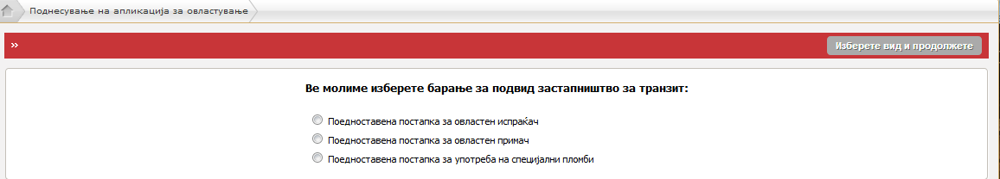 Поднесување на апликација за овластување
»
Изберете вид и продолжете
Ве молиме изберете барање за подвид застапништво за транзит:
Поедноставена постапка за овластен испраќач
Поедноставена постапка за овластен примач
Поедноставена постапка за употреба на специјални пломби